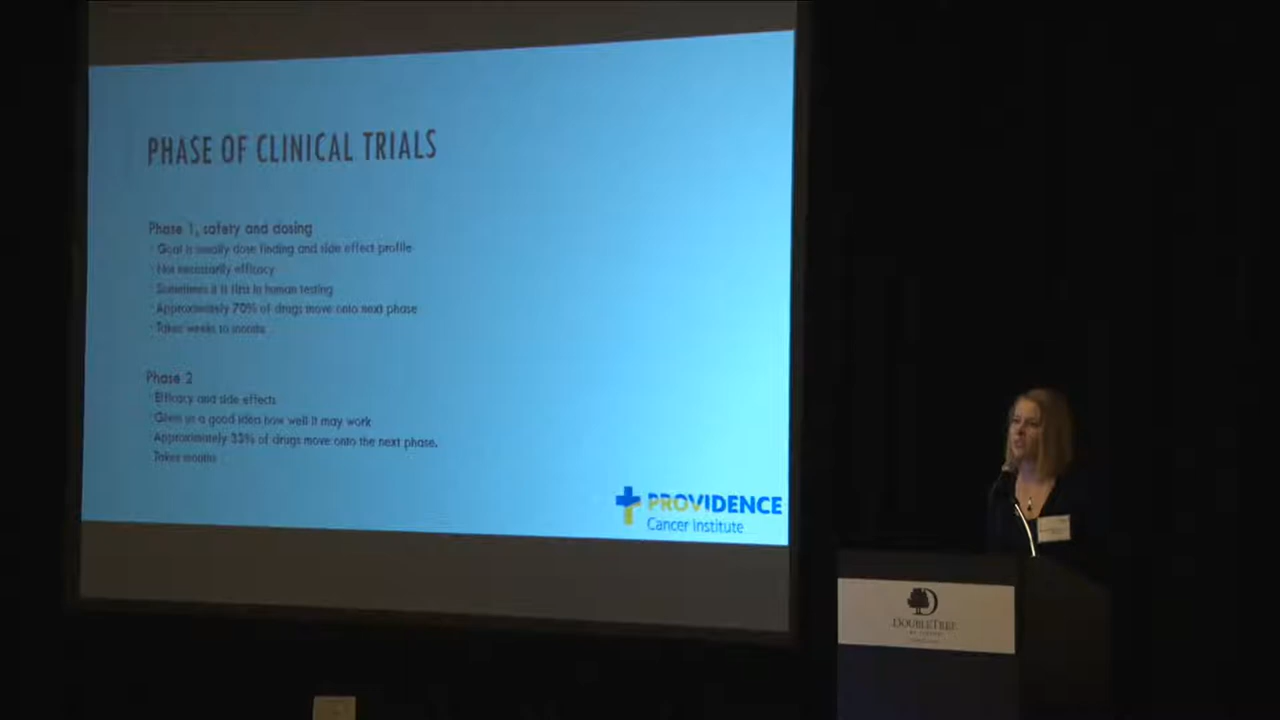 PHASE OF CLINICAL TRIALS
Phase 1, safety and dosing
Goal is usually dose finding and side effect profile
Not necessarily efficacy
Sometimes it is first in human testing
Approximately 70% of drugs move onto next phase
Takes weeks to months
Phase 2
Efficacy and side effects
Gives us a good idea how well it may work
Approximately 33% of drugs move onto the next phase.
Takes months
PROVIDENCE
Cancer Institute
DOUBLETREE